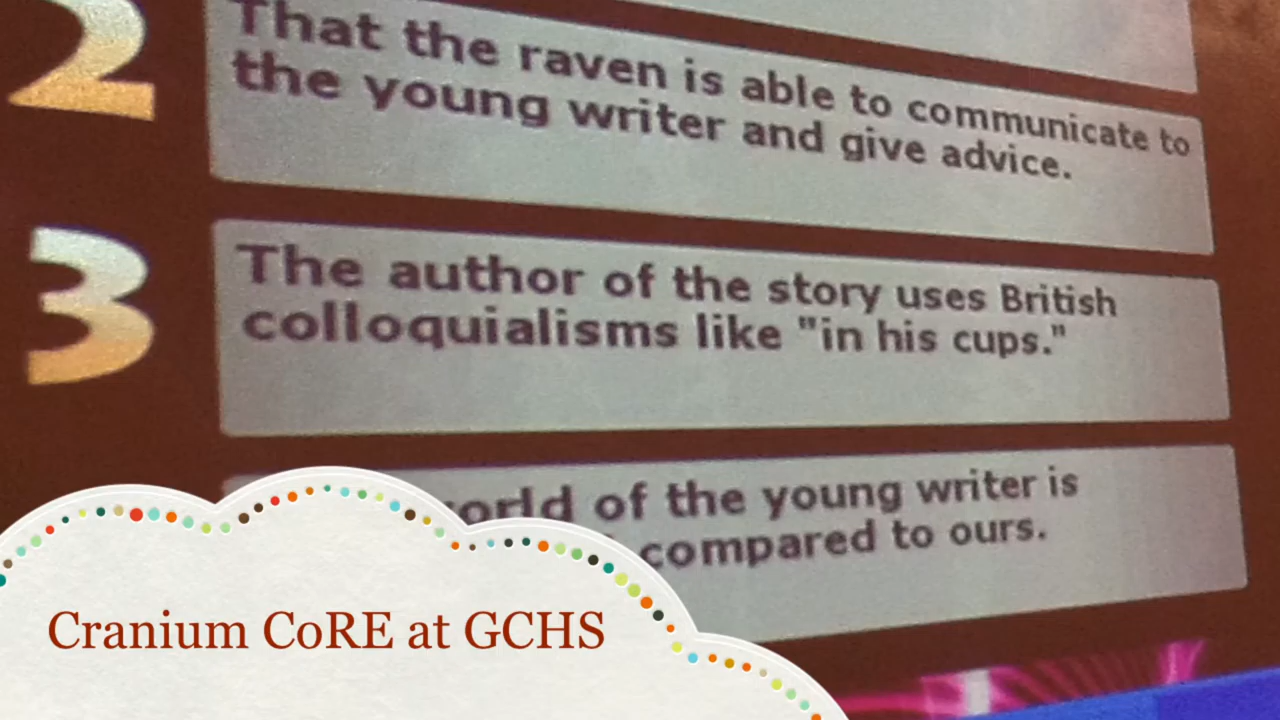 2
That the raven is able to communicate to
the young writer and give advice.
3
The author of the story uses British
colloquialisms like "in his cups."
of the young writer is
compared to ours.
Cranium CoRE at GCHS